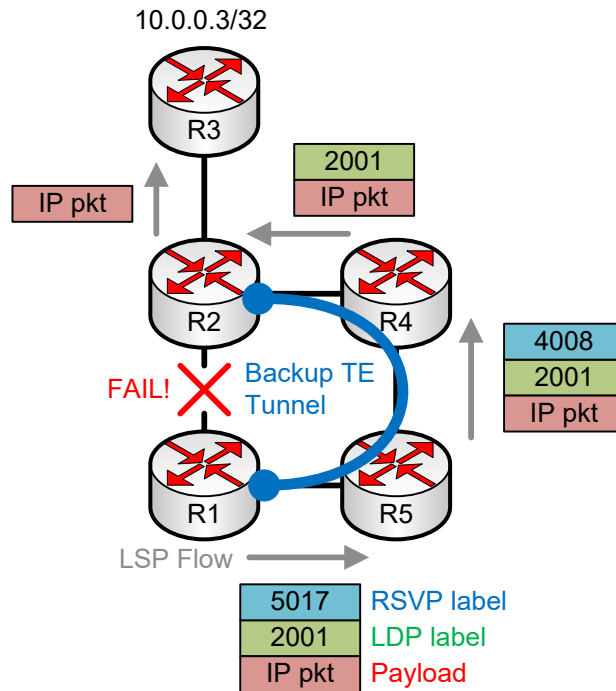 10.0.0.3/32
R3
2001
IP pkt
IP pkt
R2
R4
4008
2001
IP pkt
FAIL!
Backup TE
Tunnel
R1
R5
LSP Flow
5017 RSVP label
2001 LDP label
IP pkt Payload